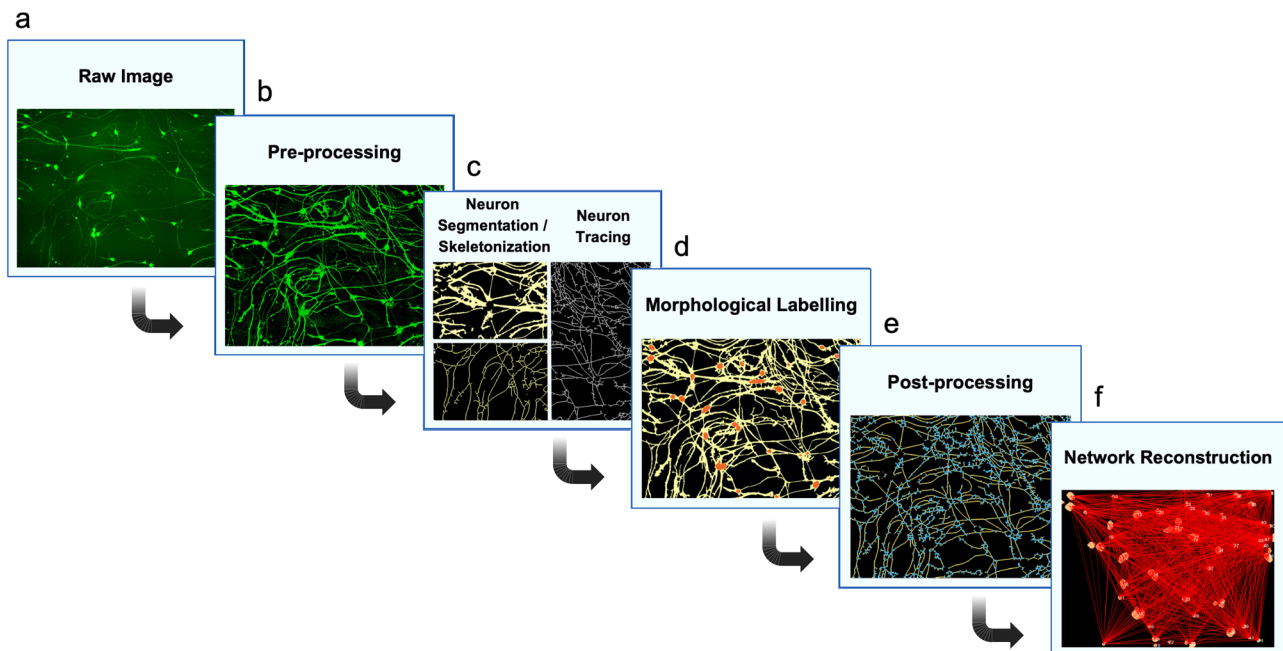 a
Raw Image
b
Pre-processing
c
Neuron
Segmentation /
Skeletonization
Neuron
Tracing
d
Morphological Labelling
e
Post-processing
f
Network Reconstruction